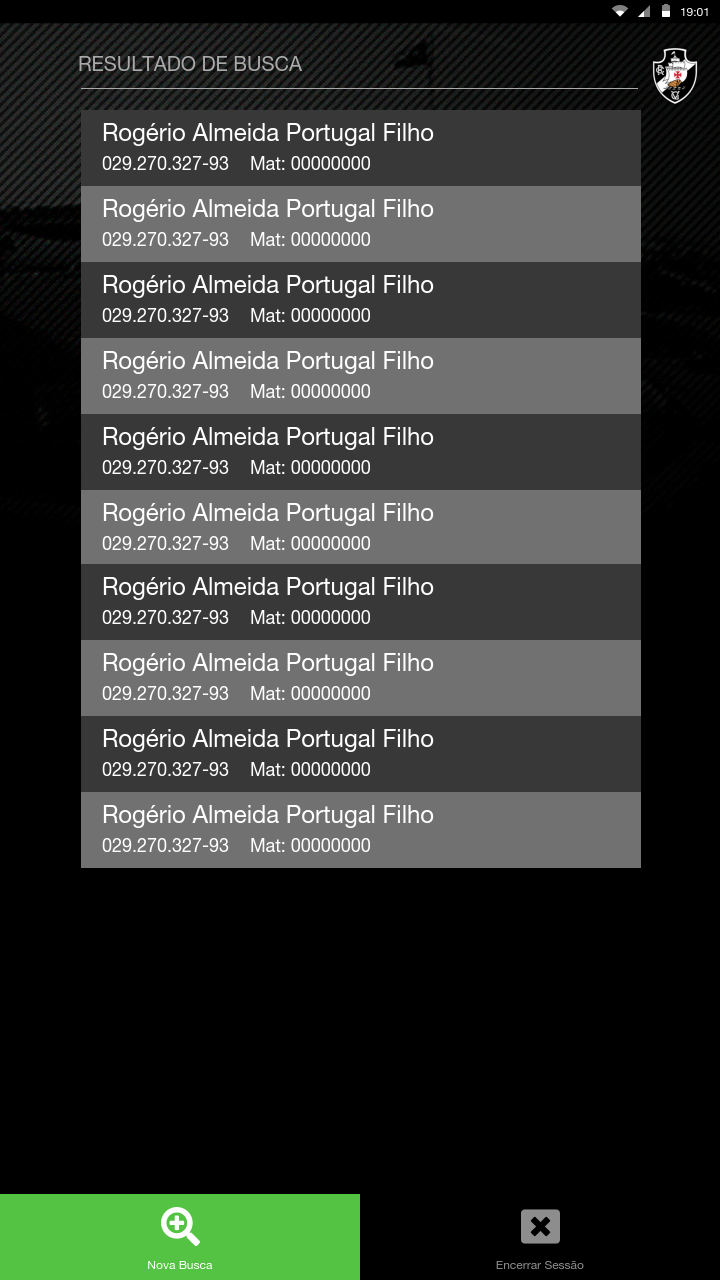 19:01
RESULTADO DE BUSCA
Rogério Almeida Portugal Filho
029.270.327-93 Mat: 00000000
Rogério Almeida Portugal Filho
029.270.327-93 Mat: 00000000
Rogério Almeida Portugal Filho
029.270.327-93 Mat: 00000000
Rogério Almeida Portugal Filho
029.270.327-93 Mat: 00000000
Rogério Almeida Portugal Filho
029.270.327-93 Mat: 00000000
Rogério Almeida Portugal Filho
029.270.327-93 Mat: 00000000
Rogério Almeida Portugal Filho
029.270.327-93 Mat: 00000000
Rogério Almeida Portugal Filho
029.270.327-93 Mat: 00000000
Rogério Almeida Portugal Filho
029.270.327-93 Mat: 00000000
Rogério Almeida Portugal Filho
029.270.327-93 Mat: 00000000
Nova Busca
Encerrar Sessão